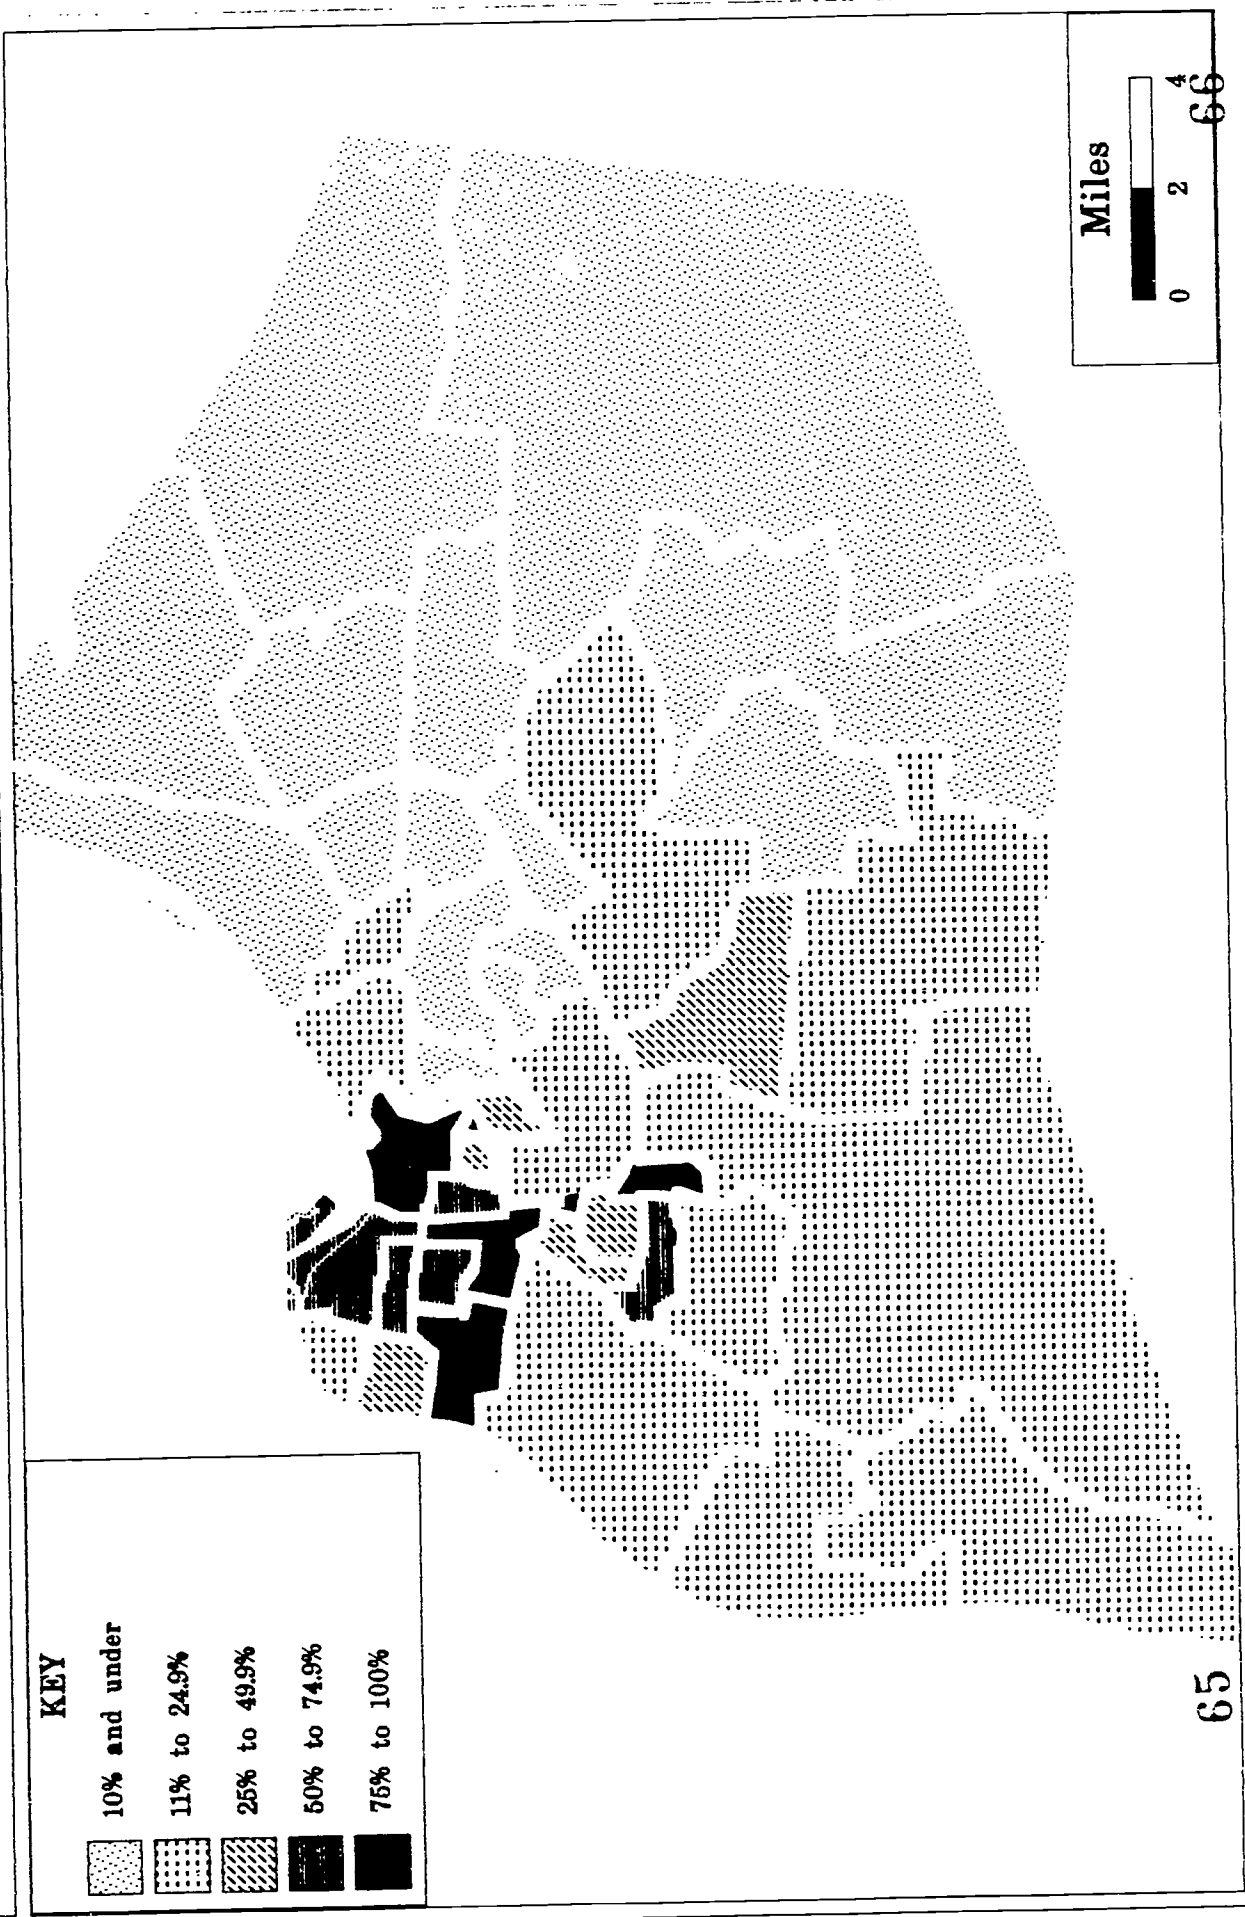 KEY
10% and under
11% to 24.9%
25% to 49.9%
50% to 74.9%
75% to 100%
Miles
0 2 4
65
66